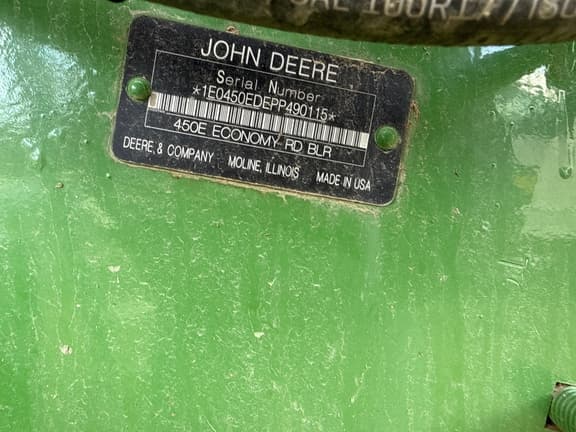 JOHN DEERE
Serial Number
*1E0450EDEPP490115*
450E ECONOMY RD BLR
DEERE & COMPANY MOLINE, ILLINOIS MADE IN USA